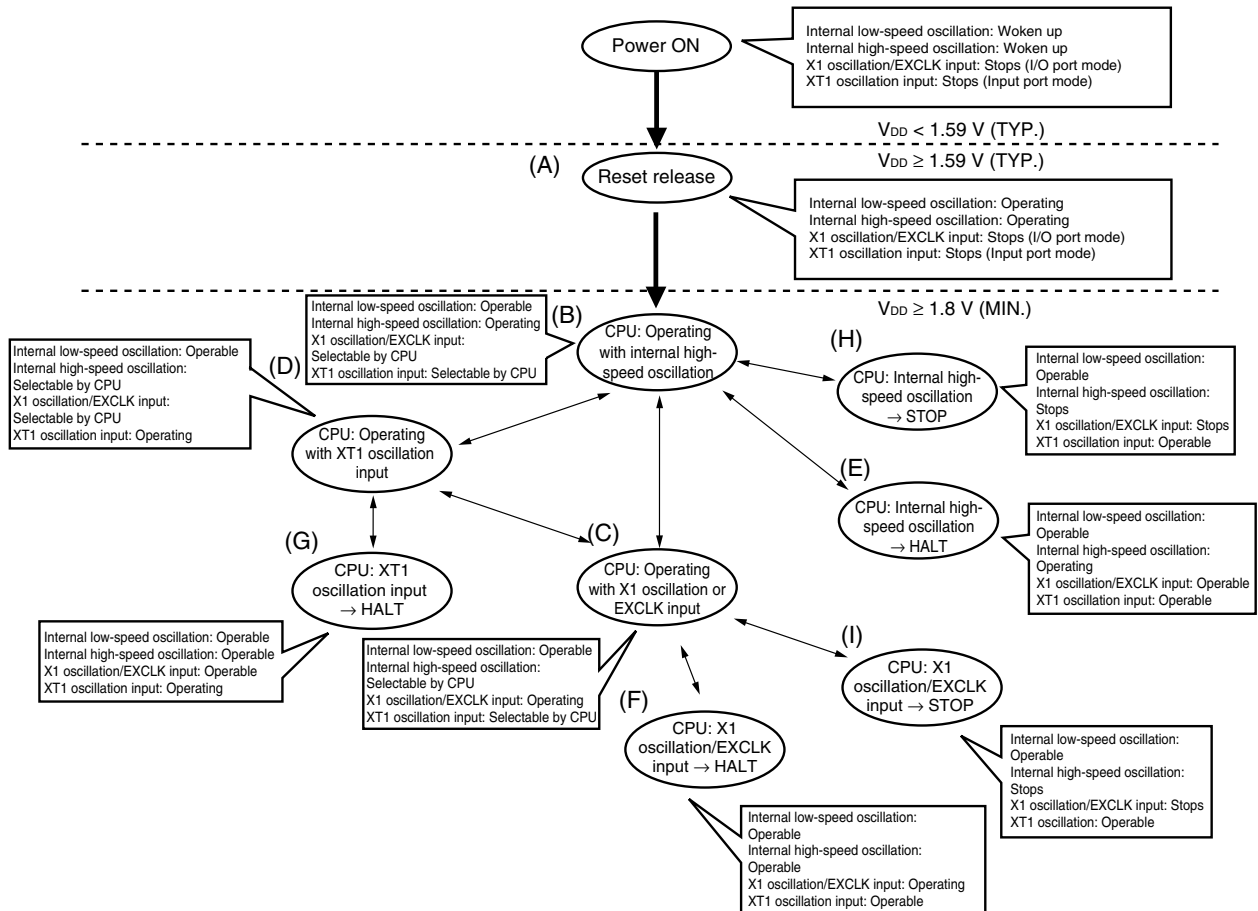 Power ON
Internal low-speed oscillation: Woken up
Internal high-speed oscillation: Woken up
X1 oscillation/EXCLK input: Stops (I/O port mode)
XT1 oscillation input: Stops (Input port mode)
VDD < 1.59 V (TYP.)
(A)
VDD ≥ 1.59 V (TYP.)
Reset release
Internal low-speed oscillation: Operating
Internal high-speed oscillation: Operating
X1 oscillation/EXCLK input: Stops (I/O port mode)
XT1 oscillation input: Stops (Input port mode)
VDD ≥ 1.8 V (MIN.)
(B)
Internal low-speed oscillation: Operable
Internal high-speed oscillation: Operating
X1 oscillation/EXCLK input:
Selectable by CPU
XT1 oscillation input: Selectable by CPU
CPU: Operating
with internal high-
speed oscillation
(D)
Internal low-speed oscillation: Operable
Internal high-speed oscillation:
Selectable by CPU
X1 oscillation/EXCLK input:
Selectable by CPU
XT1 oscillation input: Operating
CPU: Operating
with XT1 oscillation
input
(H)
CPU: Internal high-
speed oscillation
→ STOP
Internal low-speed oscillation:
Operable
Internal high-speed oscillation:
Stops
X1 oscillation/EXCLK input: Stops
XT1 oscillation input: Operable
(E)
CPU: Internal high-
speed oscillation
→ HALT
Internal low-speed oscillation:
Operable
Internal high-speed oscillation:
Operating
X1 oscillation/EXCLK input: Operable
XT1 oscillation input: Operable
(G)
CPU: XT1
oscillation input
→ HALT
Internal low-speed oscillation: Operable
Internal high-speed oscillation: Operable
X1 oscillation/EXCLK input: Operable
XT1 oscillation input: Operating
(C)
CPU: Operating
with X1 oscillation or
EXCLK input
Internal low-speed oscillation: Operable
Internal high-speed oscillation:
Selectable by CPU
X1 oscillation/EXCLK input: Operating
XT1 oscillation input: Selectable by CPU
(I)
CPU: X1
oscillation/EXCLK
input → STOP
Internal low-speed oscillation:
Operable
Internal high-speed oscillation:
Stops
X1 oscillation/EXCLK input: Stops
XT1 oscillation: Operable
(F)
CPU: X1
oscillation/EXCLK
input → HALT
Internal low-speed oscillation:
Operable
Internal high-speed oscillation:
Operable
X1 oscillation/EXCLK input: Operating
XT1 oscillation input: Operable